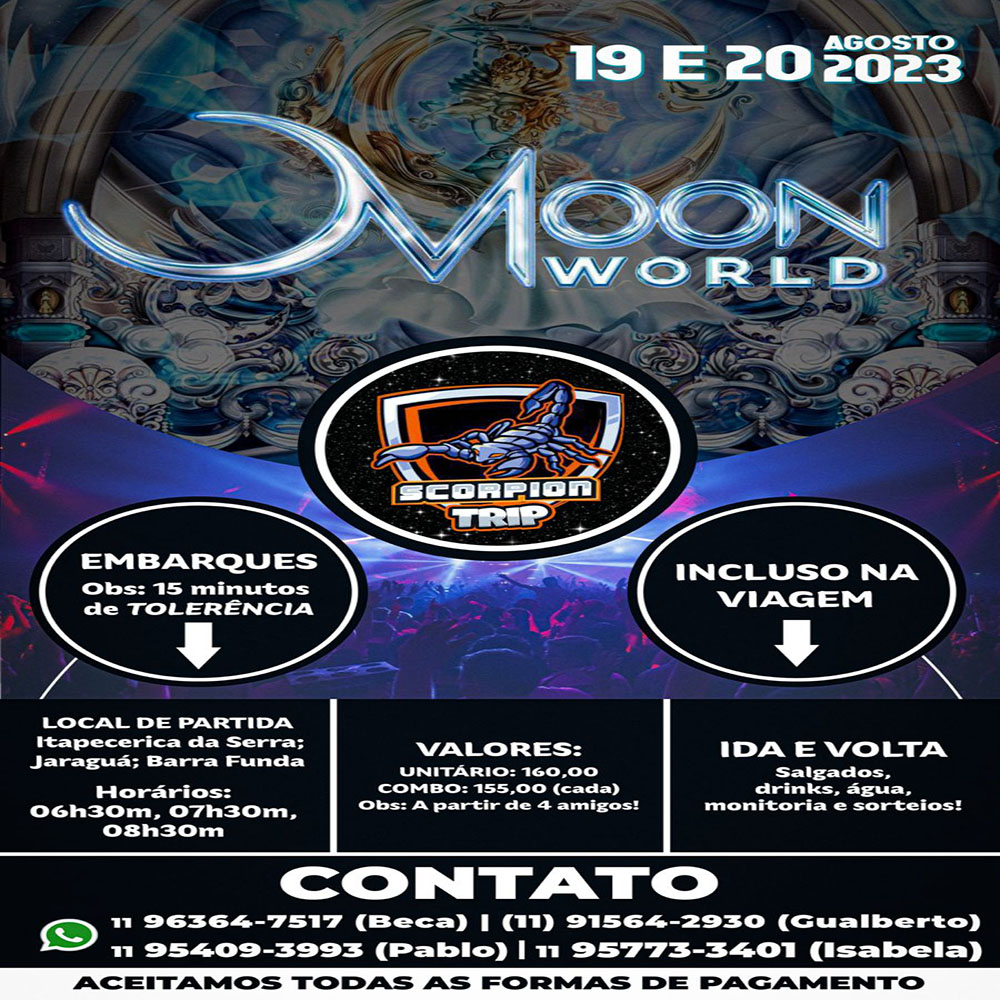 19 E 20 AGOSTO 2023
MOON
WORLD
SCORPION
TRIP
EMBARQUES
Obs: 15 minutos
de TOLERÊNCIA
INCLUSO NA
VIAGEM
LOCAL DE PARTIDA
Itapecerica da Serra;
Jaraguá; Barra Funda
Horários:
06h30m, 07h30m,
08h30m
VALORES:
UNITÁRIO: 160,00
COMBO: 155,00 (cada)
Obs: A partir de 4 amigos!
IDA E VOLTA
Salgados,
drinks, água,
monitoria e sorteios!
CONTATO
11 96364-7517 (Beca) | (11) 91564-2930 (Gualberto)
11 95409-3993 (Pablo) | 11 95773-3401 (Isabela)
ACEITAMOS TODAS AS FORMAS DE PAGAMENTO